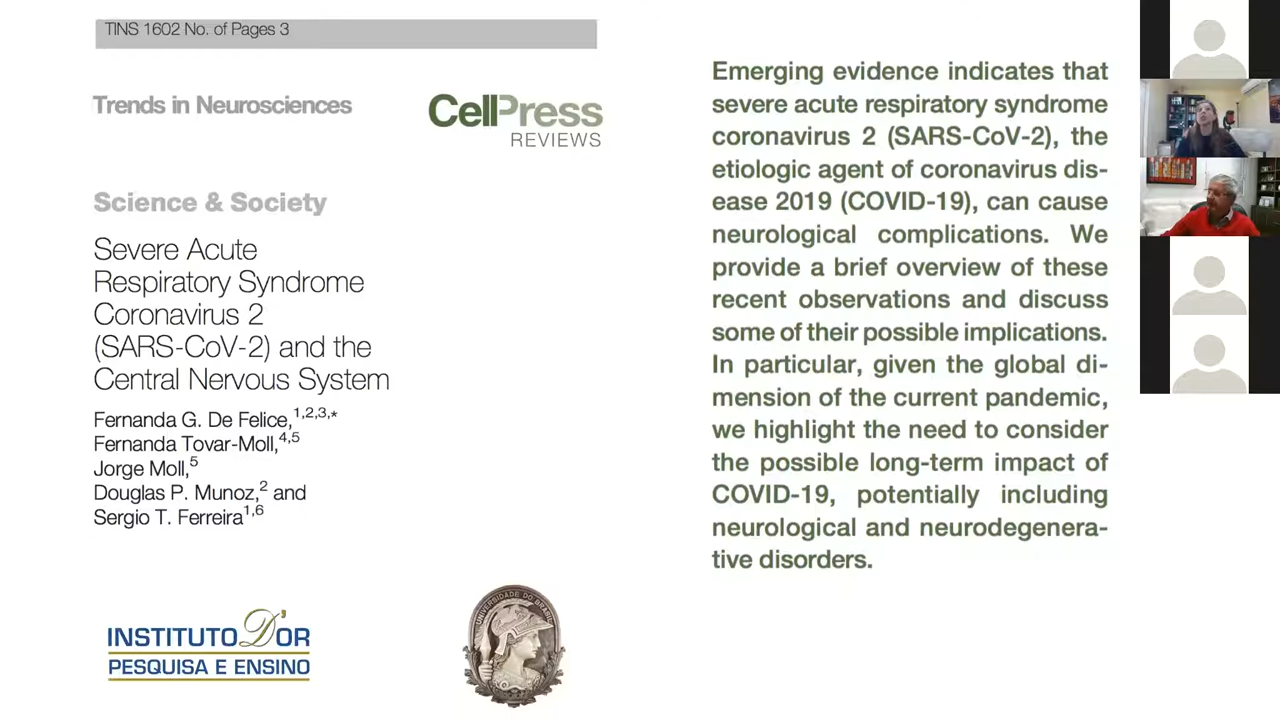 TINS 1602 No. of Pages 3
Trends in Neurosciences
CellPress
REVIEWS
Science & Society
Severe Acute
Respiratory Syndrome
Coronavirus 2
(SARS-CoV-2) and the
Central Nervous System
Fernanda G. De Felice,1,2,3,*
Fernanda Tovar-Moll,4,5
Jorge Moll,5
Douglas P. Munoz,2 and
Sergio T. Ferreira1,6
INSTITUTO D'OR
PESQUISA E ENSINO
UNIVERSIDADE DO BRASIL
Emerging evidence indicates that
severe acute respiratory syndrome
coronavirus 2 (SARS-CoV-2), the
etiologic agent of coronavirus dis-
ease 2019 (COVID-19), can cause
neurological complications. We
provide a brief overview of these
recent observations and discuss
some of their possible implications.
In particular, given the global di-
mension of the current pandemic,
we highlight the need to consider
the possible long-term impact of
COVID-19, potentially including
neurological and neurodegenera-
tive disorders.